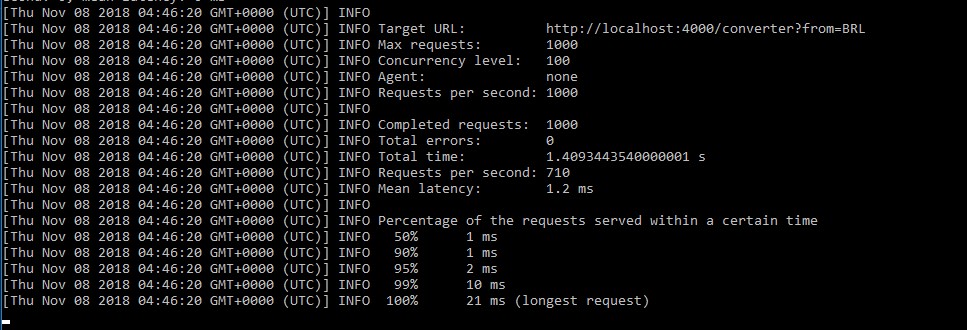 [Thu Nov 08 2018 04:46:20 GMT+0000 (UTC)] INFO
[Thu Nov 08 2018 04:46:20 GMT+0000 (UTC)] INFO Target URL: http://localhost:4000/converter?from=BRL
[Thu Nov 08 2018 04:46:20 GMT+0000 (UTC)] INFO Max requests: 1000
[Thu Nov 08 2018 04:46:20 GMT+0000 (UTC)] INFO Concurrency level: 100
[Thu Nov 08 2018 04:46:20 GMT+0000 (UTC)] INFO Agent: none
[Thu Nov 08 2018 04:46:20 GMT+0000 (UTC)] INFO Requests per second: 1000
[Thu Nov 08 2018 04:46:20 GMT+0000 (UTC)] INFO
[Thu Nov 08 2018 04:46:20 GMT+0000 (UTC)] INFO Completed requests: 1000
[Thu Nov 08 2018 04:46:20 GMT+0000 (UTC)] INFO Total errors: 0
[Thu Nov 08 2018 04:46:20 GMT+0000 (UTC)] INFO Total time: 1.4093443540000001 s
[Thu Nov 08 2018 04:46:20 GMT+0000 (UTC)] INFO Requests per second: 710
[Thu Nov 08 2018 04:46:20 GMT+0000 (UTC)] INFO Mean latency: 1.2 ms
[Thu Nov 08 2018 04:46:20 GMT+0000 (UTC)] INFO
[Thu Nov 08 2018 04:46:20 GMT+0000 (UTC)] INFO Percentage of the requests served within a certain time
[Thu Nov 08 2018 04:46:20 GMT+0000 (UTC)] INFO 50% 1 ms
[Thu Nov 08 2018 04:46:20 GMT+0000 (UTC)] INFO 90% 1 ms
[Thu Nov 08 2018 04:46:20 GMT+0000 (UTC)] INFO 95% 2 ms
[Thu Nov 08 2018 04:46:20 GMT+0000 (UTC)] INFO 99% 10 ms
[Thu Nov 08 2018 04:46:20 GMT+0000 (UTC)] INFO 100% 21 ms (longest request)